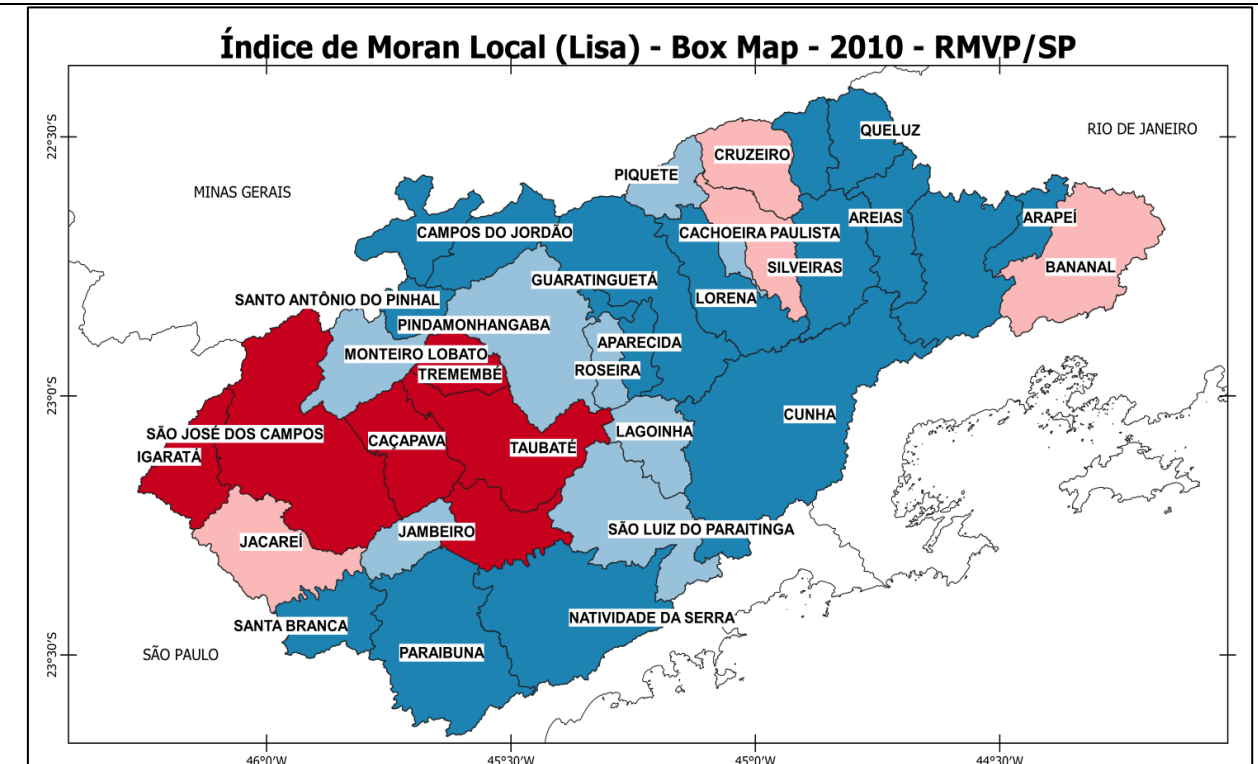 Índice de Moran Local (Lisa) - Box Map - 2010 - RMVP/SP
22°30'S
RIO DE JANEIRO
QUELUZ
CRUZEIRO
PIQUETE
MINAS GERAIS
AREIAS
ARAPEÍ
CAMPOS DO JORDÃO
CACHOEIRA PAULISTA
SILVEIRAS
BANANAL
GUARATINGUETÁ
LORENA
SANTO ANTÔNIO DO PINHAL
PINDAMONHANGABA
APARECIDA
MONTEIRO LOBATO
ROSEIRA
TREMEMBÉ
23°0'S
CUNHA
SÃO JOSÉ DOS CAMPOS
CAÇAPAVA
LAGOINHA
TAUBATÉ
IGARATÁ
SÃO LUIZ DO PARAITINGA
JAMBEIRO
JACAREÍ
NATIVIDADE DA SERRA
SANTA BRANCA
PARAIBUNA
SÃO PAULO
23°30'S
46°0'W 45°30'W 45°0'W 44°30'W